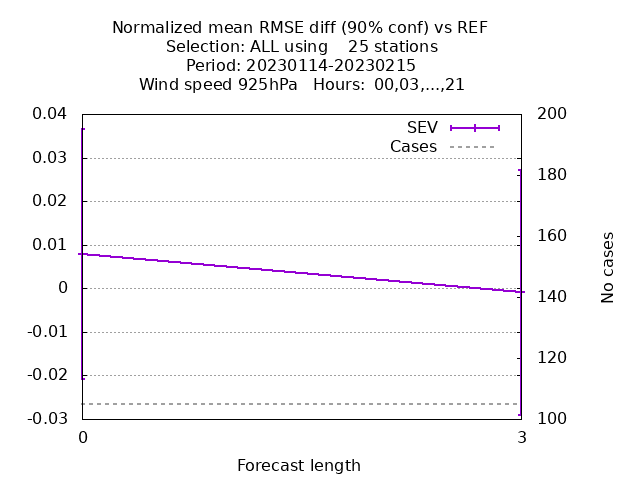 Normalized mean RMSE diff (90% conf) vs REF
Selection: ALL using    25 stations
Period: 20230114-20230215
Wind speed 925hPa   Hours:  00,03,...,21
SEV
Cases
0.04
0.03
0.02
0.01
0
-0.01
-0.02
-0.03
200
180
160
140
120
100
No cases
0
3
Forecast length